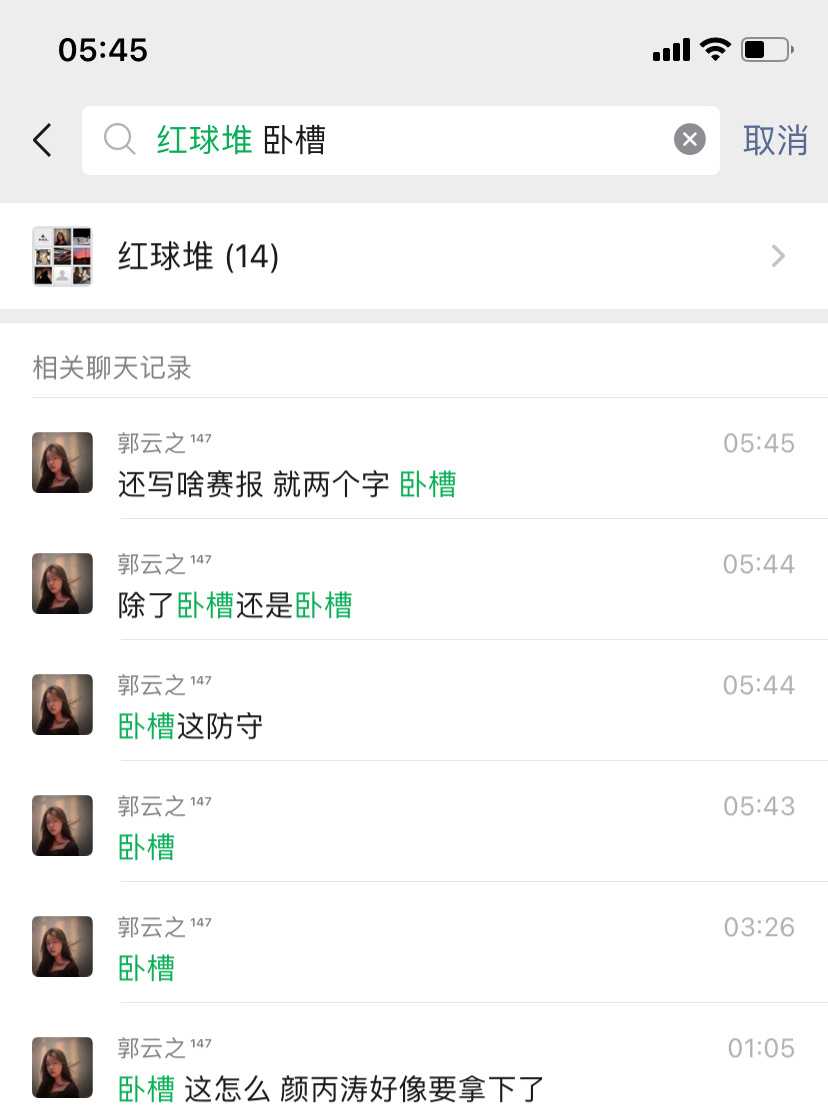 05:45
红球堆 卧槽
取消
红球堆 (14)
相关聊天记录
郭云之¹⁴⁷
05:45
还写啥赛报 就两个字 卧槽
郭云之¹⁴⁷
05:44
除了卧槽还是卧槽
郭云之¹⁴⁷
05:44
卧槽这防守
郭云之¹⁴⁷
05:43
卧槽
郭云之¹⁴⁷
03:26
卧槽
郭云之¹⁴⁷
01:05
卧槽 这怎么 颜丙涛好像要拿下了